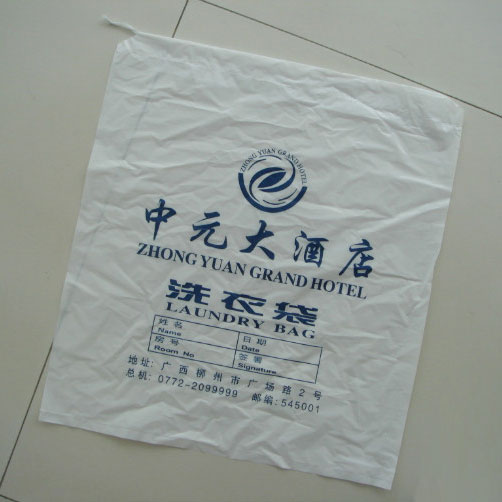 ZHONG YUAN GRAND HOTEL
中元大酒店
ZHONG YUAN GRAND HOTEL
洗衣袋
LAUNDRY BAG
姓名 日期
Name Date
房号 签署
Room No Signature
地址: 广西柳州市广场路2号
总机: 0772-2099999 邮编: 545001